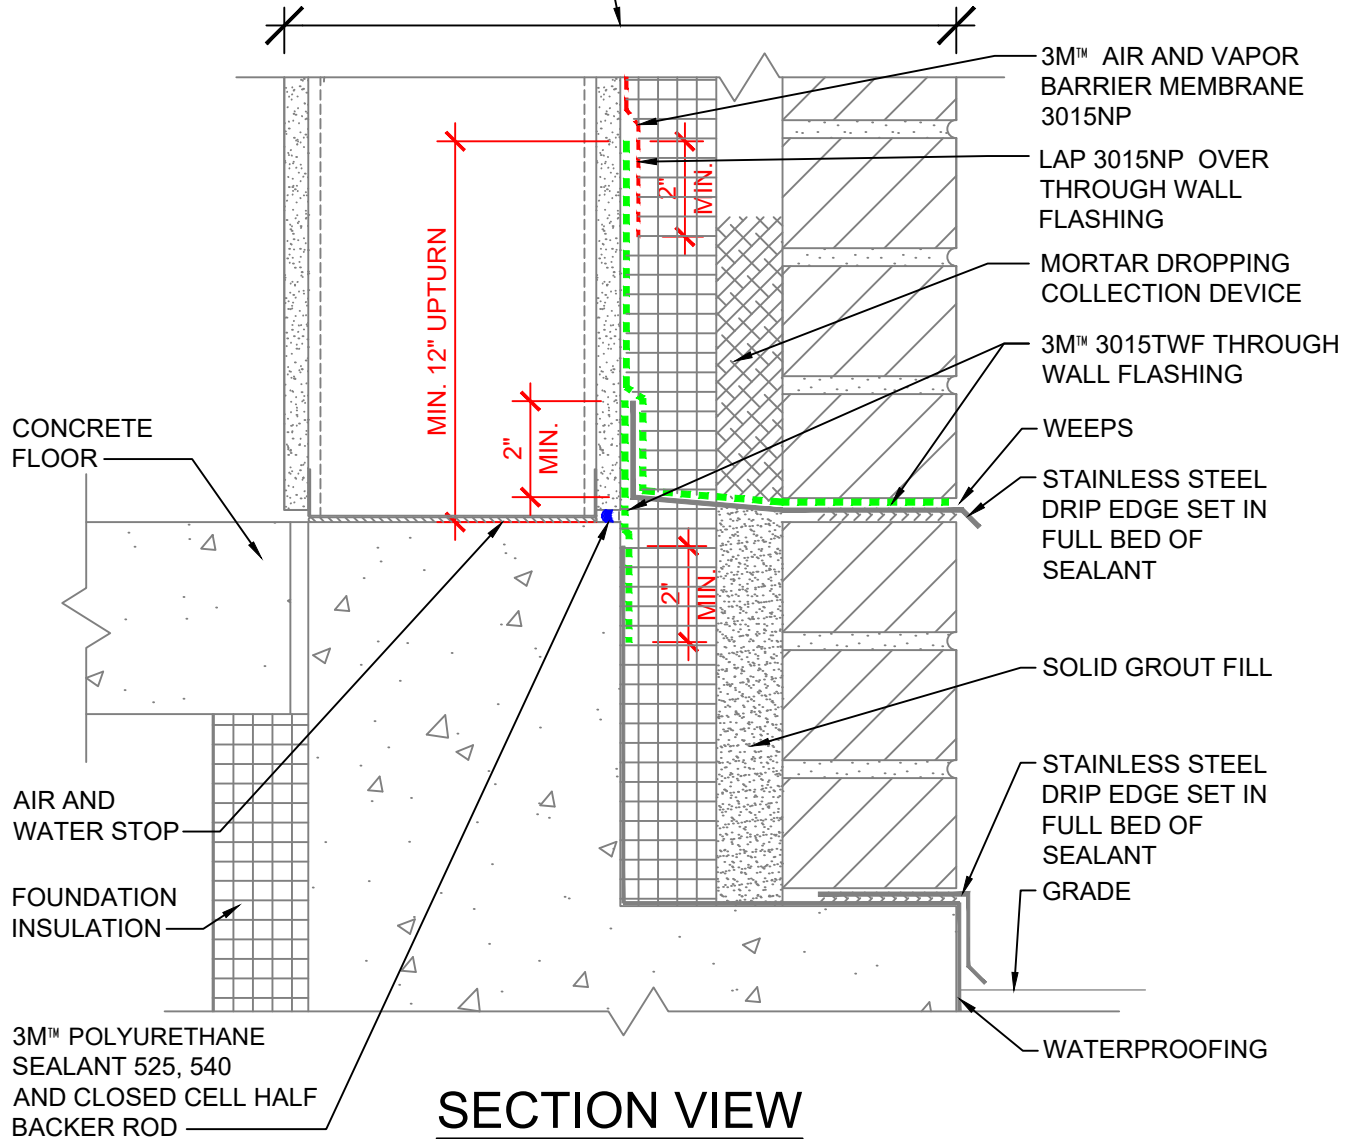 3M™ AIR AND VAPOR
BARRIER MEMBRANE
3015NP
LAP 3015NP OVER
THROUGH WALL
FLASHING
MORTAR DROPPING
COLLECTION DEVICE
3M™ 3015TWF THROUGH
WALL FLASHING
WEEPS
STAINLESS STEEL
DRIP EDGE SET IN
FULL BED OF
SEALANT
SOLID GROUT FILL
STAINLESS STEEL
DRIP EDGE SET IN
FULL BED OF
SEALANT
GRADE
WATERPROOFING
MIN. 12" UPTURN
2"
MIN.
2"
MIN.
2"
MIN.
CONCRETE
FLOOR
AIR AND
WATER STOP
FOUNDATION
INSULATION
3M™ POLYURETHANE
SEALANT 525, 540
AND CLOSED CELL HALF
BACKER ROD
SECTION VIEW